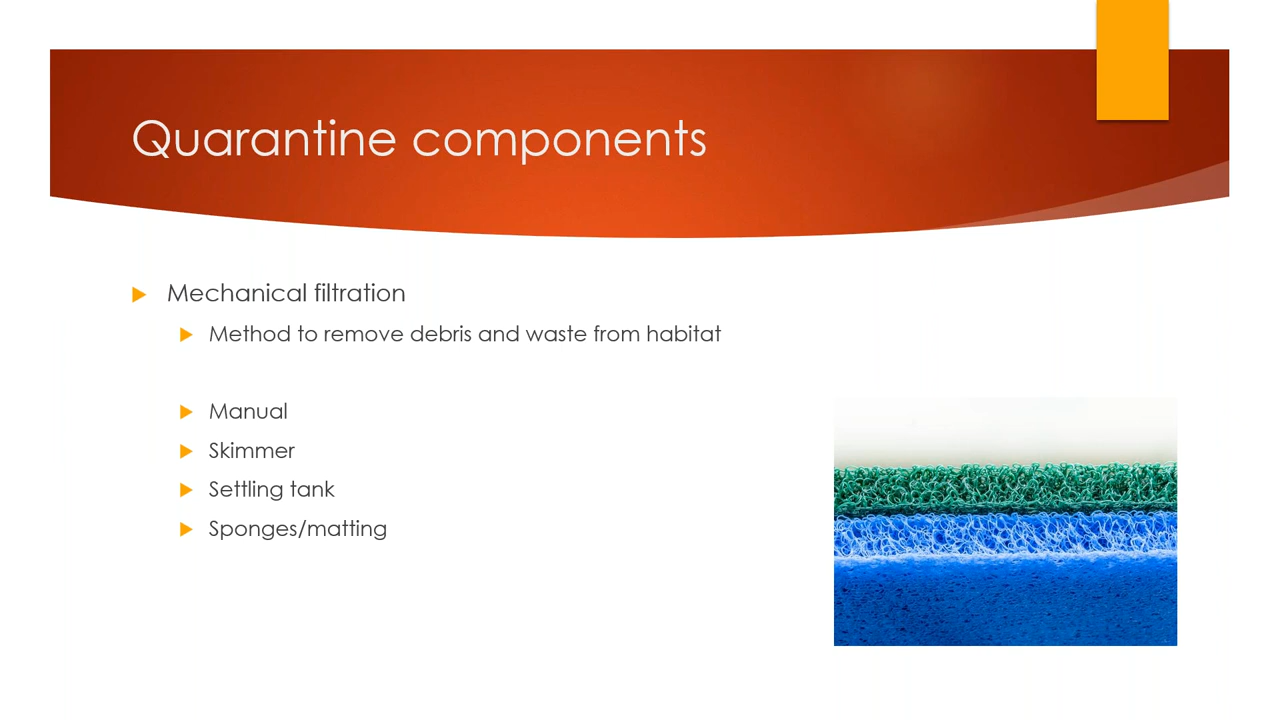 Quarantine components
Mechanical filtration
Method to remove debris and waste from habitat
Manual
Skimmer
Settling tank
Sponges/matting